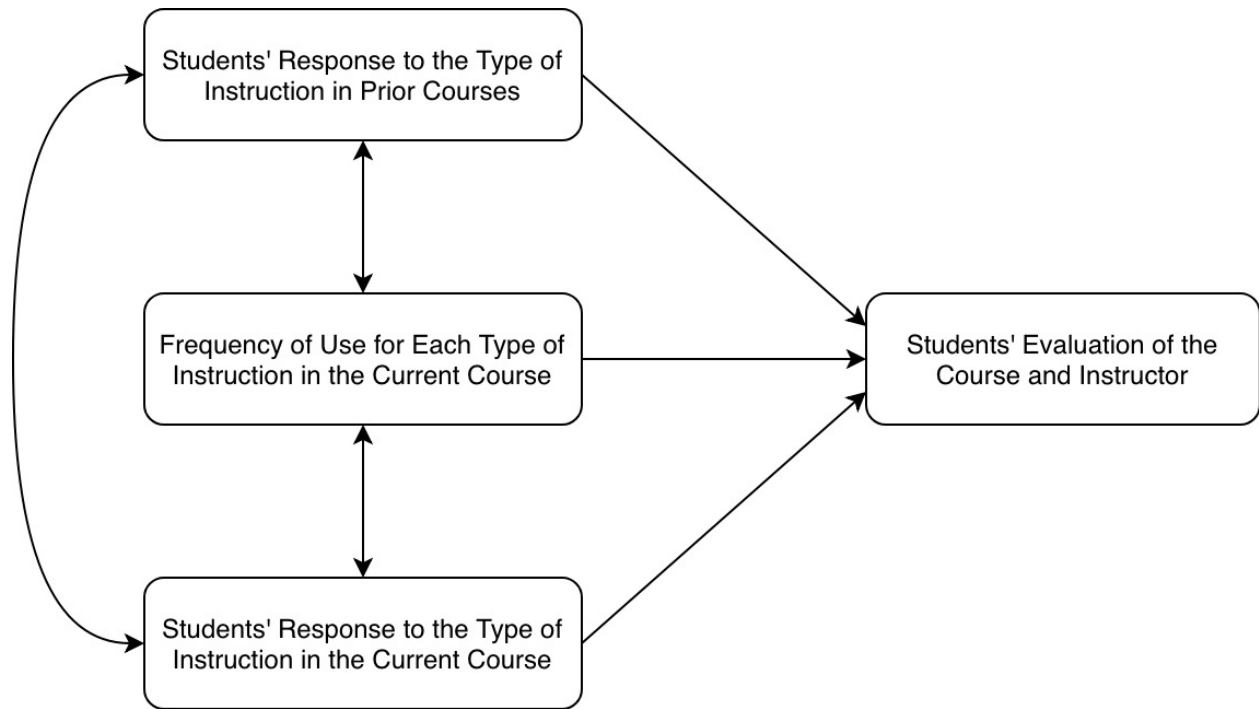 Students' Response to the Type of
Instruction in Prior Courses
Frequency of Use for Each Type of
Instruction in the Current Course
Students' Evaluation of the
Course and Instructor
Students' Response to the Type of
Instruction in the Current Course